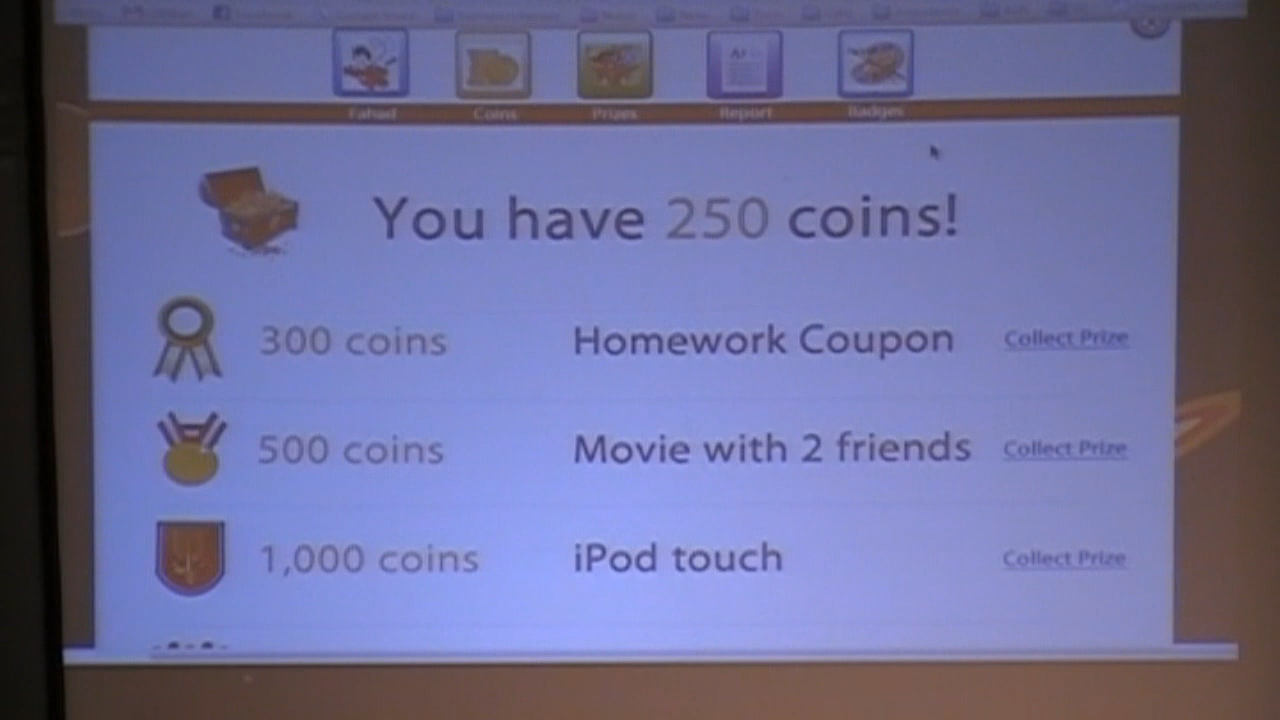 Fahad Coins Prizes Report Badges
You have 250 coins!
300 coins Homework Coupon Collect Prize
500 coins Movie with 2 friends Collect Prize
1,000 coins iPod touch Collect Prize